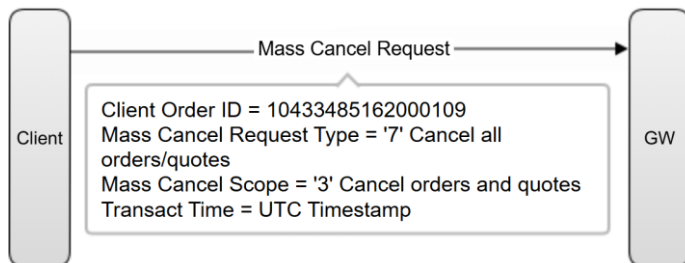 Mass Cancel Request
Client
Client Order ID = 10433485162000109
Mass Cancel Request Type = '7' Cancel all
orders/quotes
Mass Cancel Scope = '3' Cancel orders and quotes
Transact Time = UTC Timestamp
GW